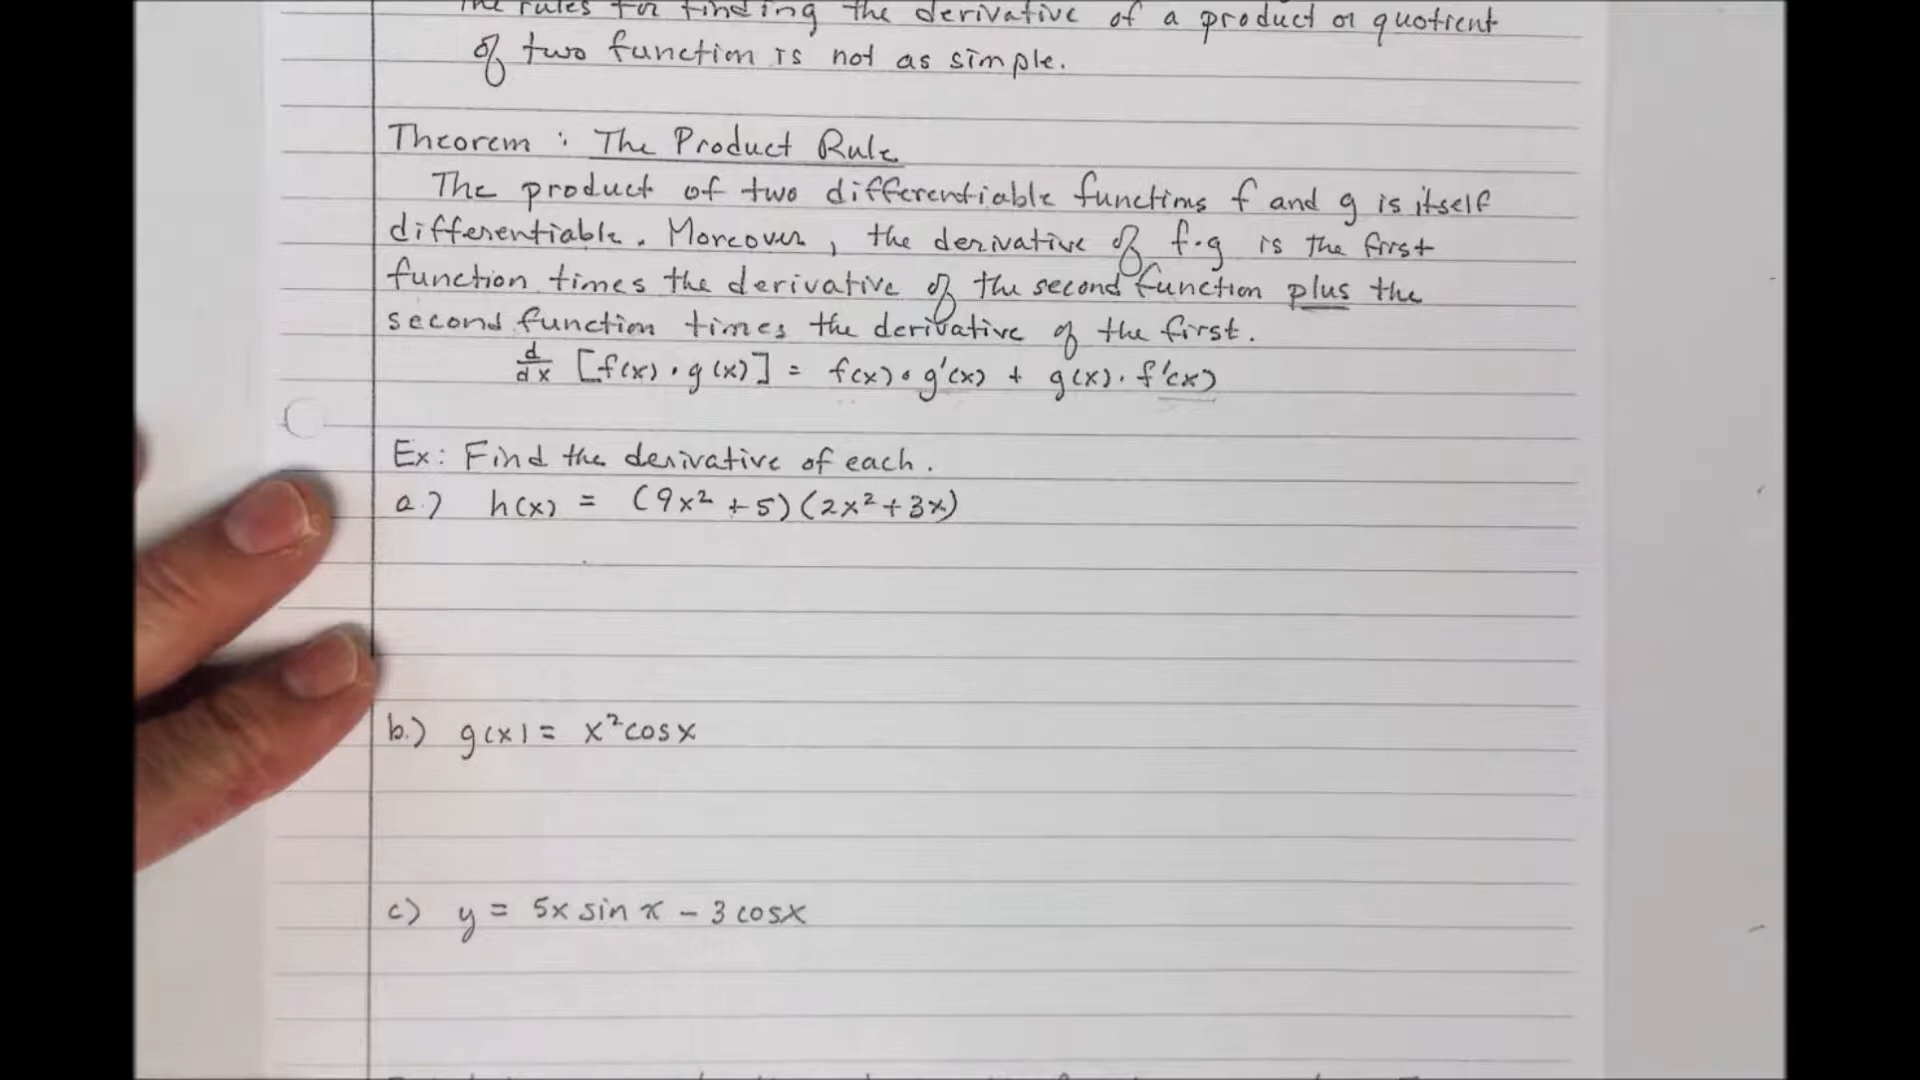 The rules for finding the derivative of a product or quotient
of two function is not as simple.
Theorem : The Product Rule
The product of two differentiable functions f and g is itself
differentiable. Moreover, the derivative of f·g is the first
function times the derivative of the second function plus the
second function times the derivative of the first.
d/dx [f(x)·g(x)] = f(x)·g'(x) + g(x)·f'(x)
Ex: Find the derivative of each.
a.) h(x) = (9x² + 5)(2x² + 3x)
b.) g(x) = x² cos x
c) y = 5x sin x − 3 cos x